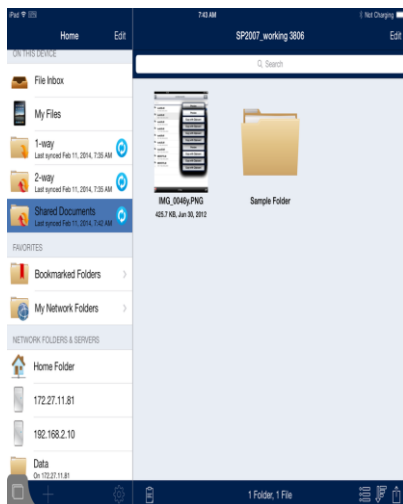 iPad
7:43 AM
Not Charging
Home
Edit
SP2007_working 3806
Edit
ON THIS DEVICE
File Inbox
My Files
1-way
Last synced Feb 11, 2014, 7:35 AM
2-way
Last synced Feb 11, 2014, 7:35 AM
Shared Documents
Last synced Feb 11, 2014, 7:42 AM
FAVORITES
Bookmarked Folders
My Network Folders
NETWORK FOLDERS & SERVERS
Home Folder
172.27.11.81
192.168.2.10
Data
On 172.27.11.81
Search
IMG_0046y.PNG
425.7 KB, Jun 30, 2012
Sample Folder
1 Folder, 1 File